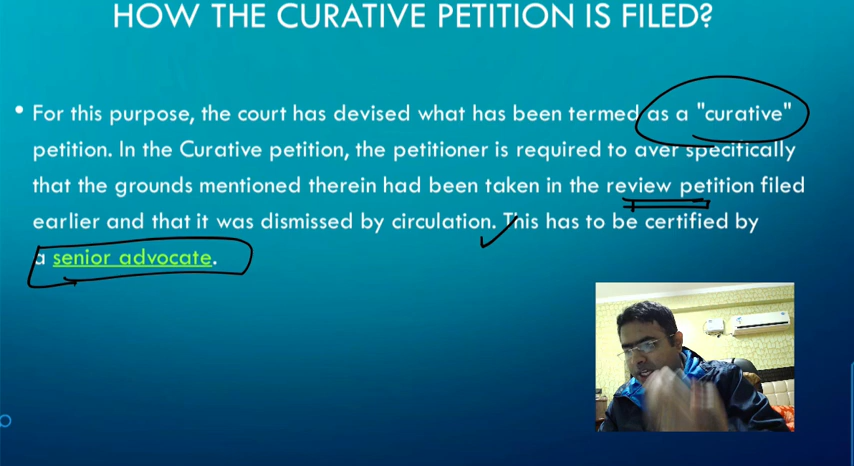 HOW THE CURATIVE PETITION IS FILED?
• For this purpose, the court has devised what has been termed as a "curative"
petition. In the Curative petition, the petitioner is required to aver specifically
that the grounds mentioned therein had been taken in the review petition filed
earlier and that it was dismissed by circulation. This has to be certified by
a senior advocate.